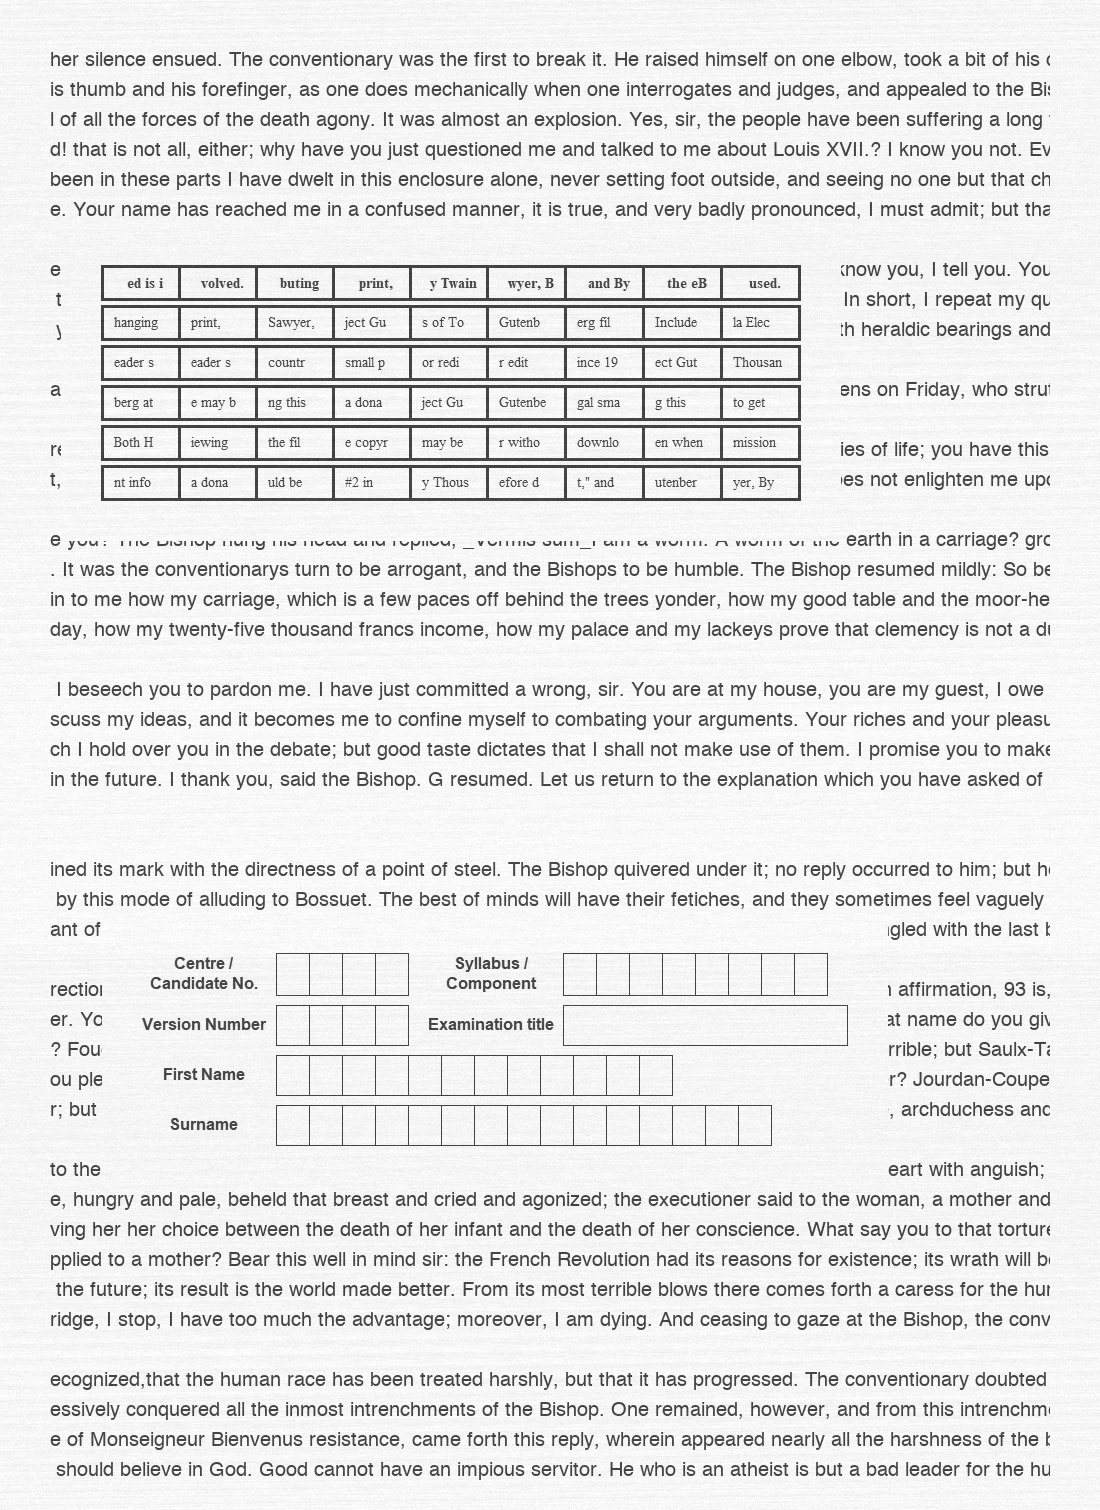 her silence ensued. The conventionary was the first to break it. He raised himself on one elbow, took a bit of his
is thumb and his forefinger, as one does mechanically when one interrogates and judges, and appealed to the Bis
l of all the forces of the death agony. It was almost an explosion. Yes, sir, the people have been suffering a long
d! that is not all, either; why have you just questioned me and talked to me about Louis XVII.? I know you not. Ev
been in these parts I have dwelt in this enclosure alone, never setting foot outside, and seeing no one but that ch
e. Your name has reached me in a confused manner, it is true, and very badly pronounced, I must admit; but tha
e know you, I tell you. You
t In short, I repeat my qu
y th heraldic bearings and
a ens on Friday, who strut
re ies of life; you have this
t, oes not enlighten me upo
ed is i volved. buting print, y Twain wyer, B and By the eB used.
hanging print, Sawyer, ject Gu s of To Gutenb erg fil Include la Elec
eader s eader s countr small p or redi r edit ince 19 ect Gut Thousan
berg at e may b ng this a dona ject Gu Gutenbe gal sma g this to get
Both H iewing the fil e copyr may be r witho downlo en when mission
nt info a dona uld be #2 in y Thous efore d t," and utenber yer, By
e you? The Bishop hung his head and replied, _Vermis sum_I am a worm. A worm of the earth in a carriage? gro
. It was the conventionarys turn to be arrogant, and the Bishops to be humble. The Bishop resumed mildly: So be
in to me how my carriage, which is a few paces off behind the trees yonder, how my good table and the moor-he
day, how my twenty-five thousand francs income, how my palace and my lackeys prove that clemency is not a du
I beseech you to pardon me. I have just committed a wrong, sir. You are at my house, you are my guest, I owe
scuss my ideas, and it becomes me to confine myself to combating your arguments. Your riches and your pleasu
ch I hold over you in the debate; but good taste dictates that I shall not make use of them. I promise you to make
in the future. I thank you, said the Bishop. G resumed. Let us return to the explanation which you have asked of
ined its mark with the directness of a point of steel. The Bishop quivered under it; no reply occurred to him; but he
by this mode of alluding to Bossuet. The best of minds will have their fetiches, and they sometimes feel vaguely
ant of ngled with the last b
rection n affirmation, 93 is,
er. Yo at name do you giv
? Fou rrible; but Saulx-Ta
ou ple r? Jourdan-Coupe
r; but , archduchess and
to the eart with anguish;
Centre /
Candidate No.
Syllabus /
Component
Version Number Examination title
First Name
Surname
e, hungry and pale, beheld that breast and cried and agonized; the executioner said to the woman, a mother and
ving her her choice between the death of her infant and the death of her conscience. What say you to that torture
pplied to a mother? Bear this well in mind sir: the French Revolution had its reasons for existence; its wrath will be
the future; its result is the world made better. From its most terrible blows there comes forth a caress for the hum
ridge, I stop, I have too much the advantage; moreover, I am dying. And ceasing to gaze at the Bishop, the conv
ecognized,that the human race has been treated harshly, but that it has progressed. The conventionary doubted
essively conquered all the inmost intrenchments of the Bishop. One remained, however, and from this intrenchme
e of Monseigneur Bienvenus resistance, came forth this reply, wherein appeared nearly all the harshness of the b
should believe in God. Good cannot have an impious servitor. He who is an atheist is but a bad leader for the hu